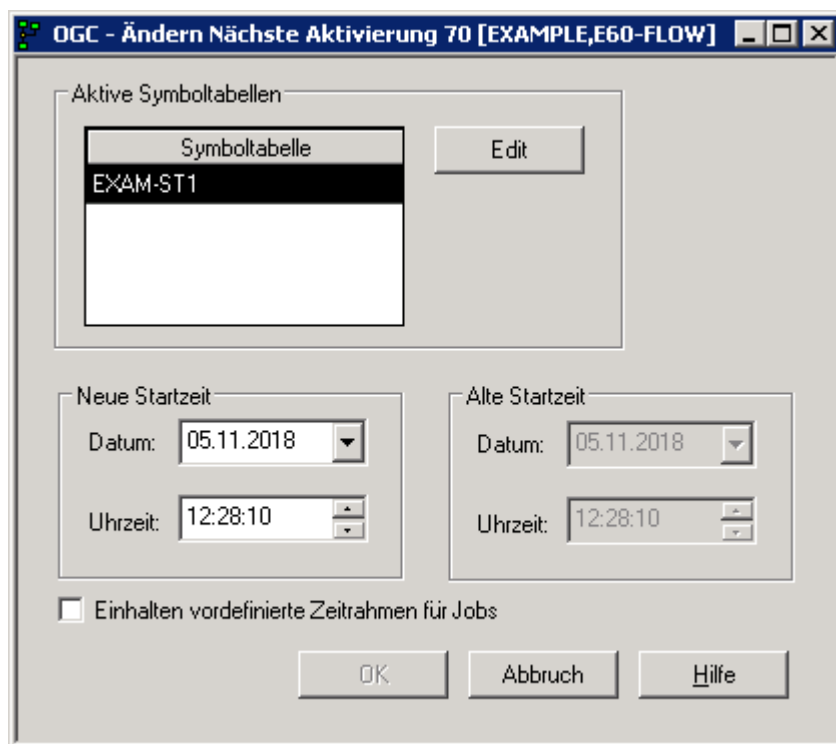 OGC - Ändern Nächste Aktivierung 70 [EXAMPLE,E60-FLOW]
Aktive Symboltabellen
Symboltabelle
Edit
EXAM-ST1
Neue Startzeit
Datum: 05.11.2018
Uhrzeit: 12:28:10
Alte Startzeit
Datum: 05.11.2018
Uhrzeit: 12:28:10
Einhalten vordefinierte Zeitrahmen für Jobs
OK Abbruch Hilfe